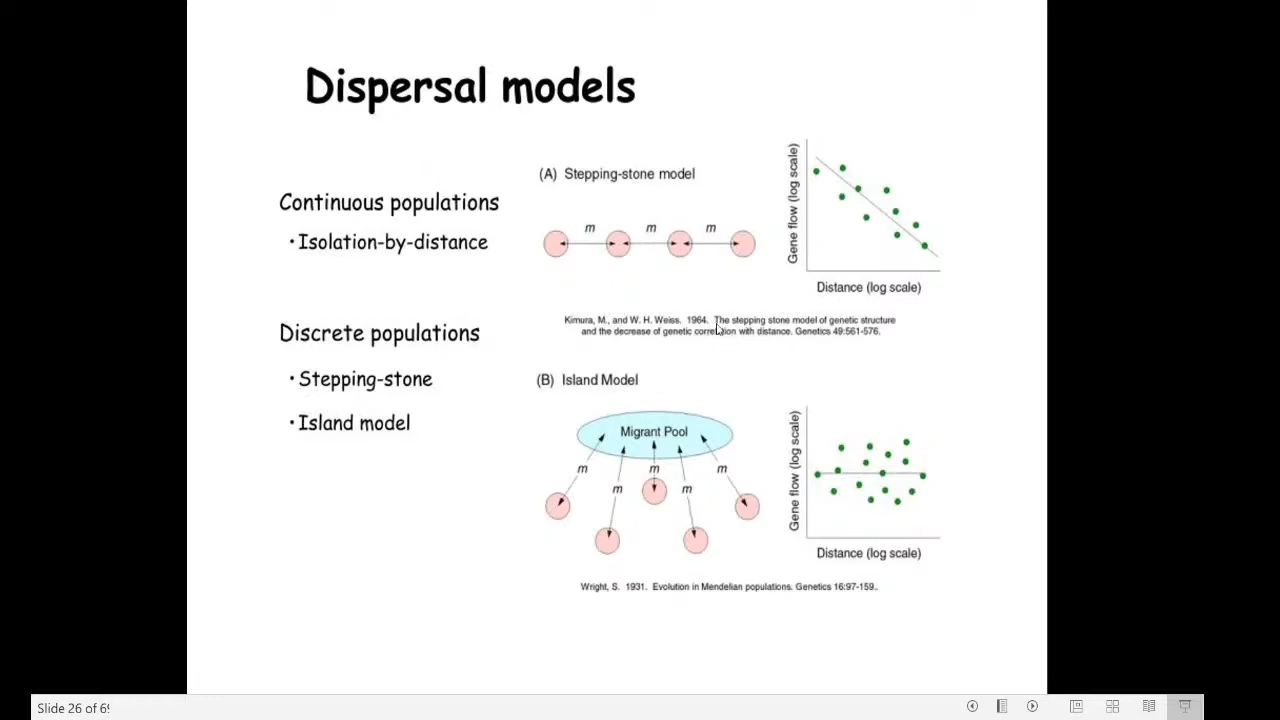 Dispersal models
Continuous populations
•Isolation-by-distance
Discrete populations
•Stepping-stone
•Island model
(A) Stepping-stone model
m m m
Gene flow (log scale)
Distance (log scale)
Kimura, M., and W. H. Weiss. 1964. The stepping stone model of genetic structure
and the decrease of genetic correlation with distance. Genetics 49:561-576.
(B) Island Model
Migrant Pool
m m m
m m
Gene flow (log scale)
Distance (log scale)
Wright, S. 1931. Evolution in Mendelian populations. Genetics 16:97-159..
Slide 26 of 69